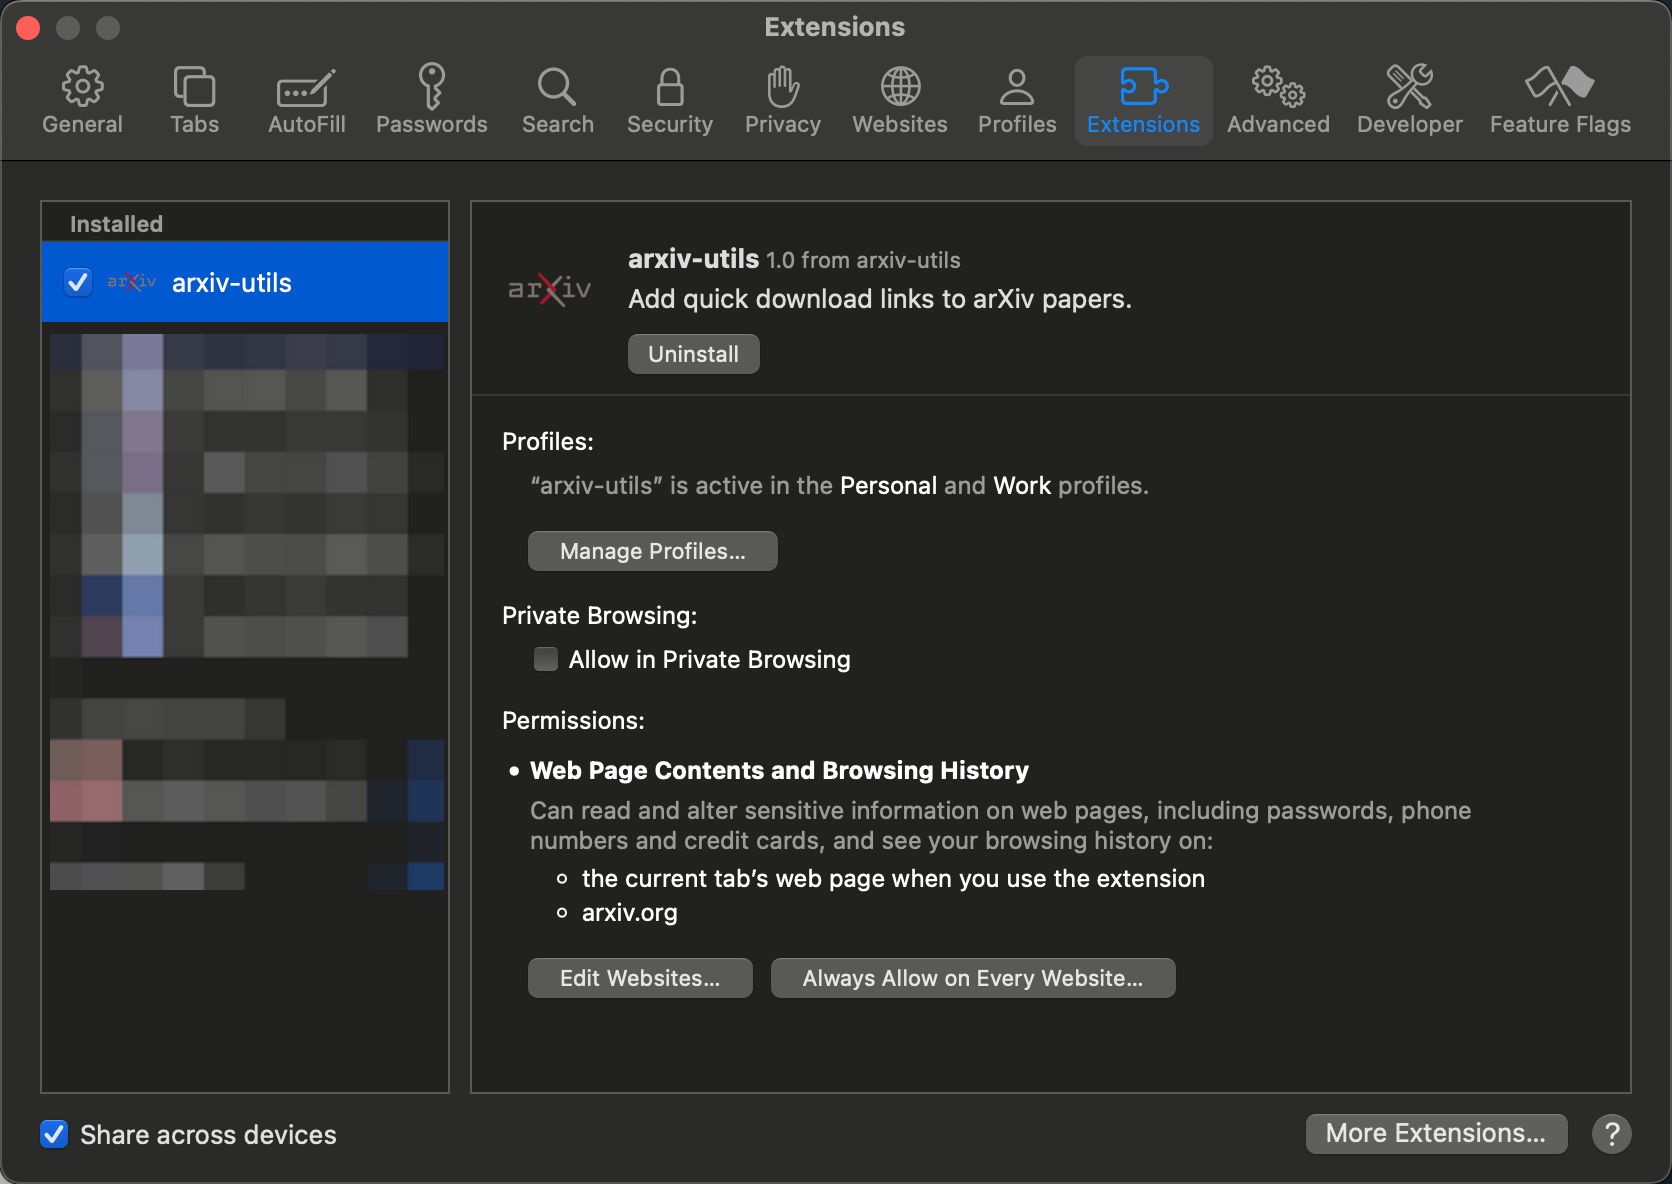 Extensions
General
Tabs
AutoFill
Passwords
Search
Security
Privacy
Websites
Profiles
Extensions
Advanced
Developer
Feature Flags
Installed
arXiv arxiv-utils
arXiv
arxiv-utils 1.0 from arxiv-utils
Add quick download links to arXiv papers.
Uninstall
Profiles:
“arxiv-utils” is active in the Personal and Work profiles.
Manage Profiles...
Private Browsing:
Allow in Private Browsing
Permissions:
• Web Page Contents and Browsing History
Can read and alter sensitive information on web pages, including passwords, phone
numbers and credit cards, and see your browsing history on:
◦ the current tab’s web page when you use the extension
◦ arxiv.org
Edit Websites...
Always Allow on Every Website...
Share across devices
More Extensions...
?